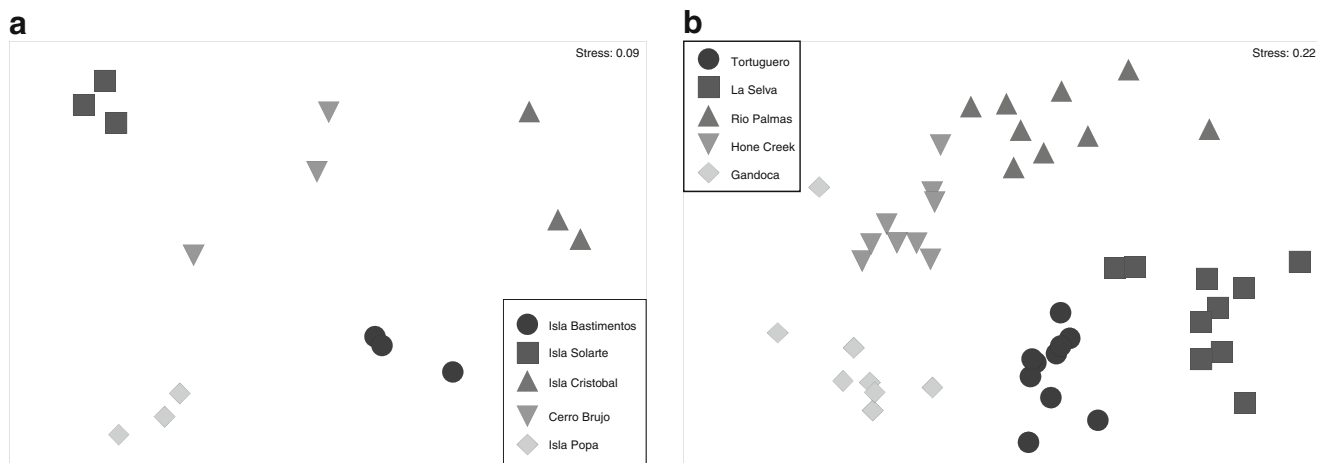 a
Stress: 0.09
Isla Bastimentos
Isla Solarte
Isla Cristobal
Cerro Brujo
Isla Popa
b
Stress: 0.22
Tortuguero
La Selva
Rio Palmas
Hone Creek
Gandoca